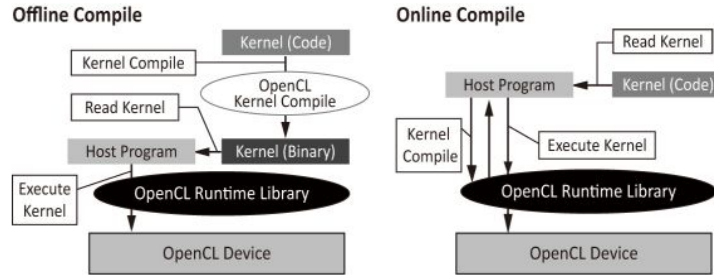 Offline Compile
Kernel (Code)
Kernel Compile
OpenCL
Kernel Compile
Read Kernel
Host Program
Kernel (Binary)
Execute
Kernel
OpenCL Runtime Library
OpenCL Device
Online Compile
Read Kernel
Host Program
Kernel (Code)
Kernel
Compile
Execute Kernel
OpenCL Runtime Library
OpenCL Device